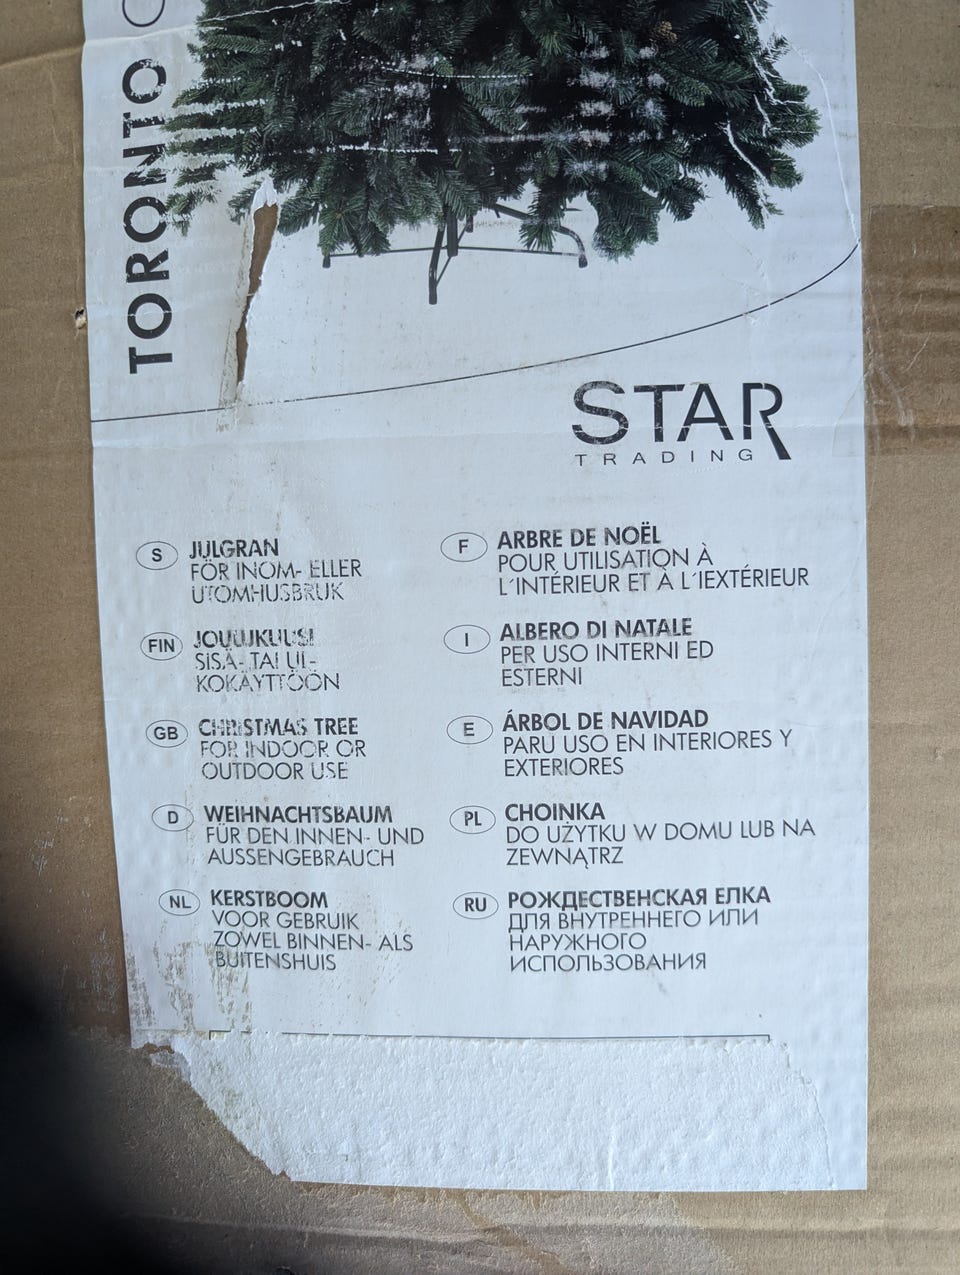 TORONTO
STAR
TRADING
S JULGRAN
FÖR INOM- ELLER
UTOMHUSBRUK
FIN JOULUKUUSI
SISÄ- TAI UL-
KOKÄYTTÖÖN
GB CHRISTMAS TREE
FOR INDOOR OR
OUTDOOR USE
D WEIHNACHTSBAUM
FÜR DEN INNEN- UND
AUSSENGEBRAUCH
NL KERSTBOOM
VOOR GEBRUIK
ZOWEL BINNEN- ALS
BUITENSHUIS
F ARBRE DE NOËL
POUR UTILISATION À
L´INTÉRIEUR ET À L´IEXTÉRIEUR
I ALBERO DI NATALE
PER USO INTERNI ED
ESTERNI
E ÁRBOL DE NAVIDAD
PARU USO EN INTERIORES Y
EXTERIORES
PL CHOINKA
DO UŻYTKU W DOMU LUB NA
ZEWNĄTRZ
RU РОЖДЕСТВЕНСКАЯ ЕЛКА
ДЛЯ ВНУТРЕННЕГО ИЛИ
НАРУЖНОГО
ИСПОЛЬЗОВАНИЯ